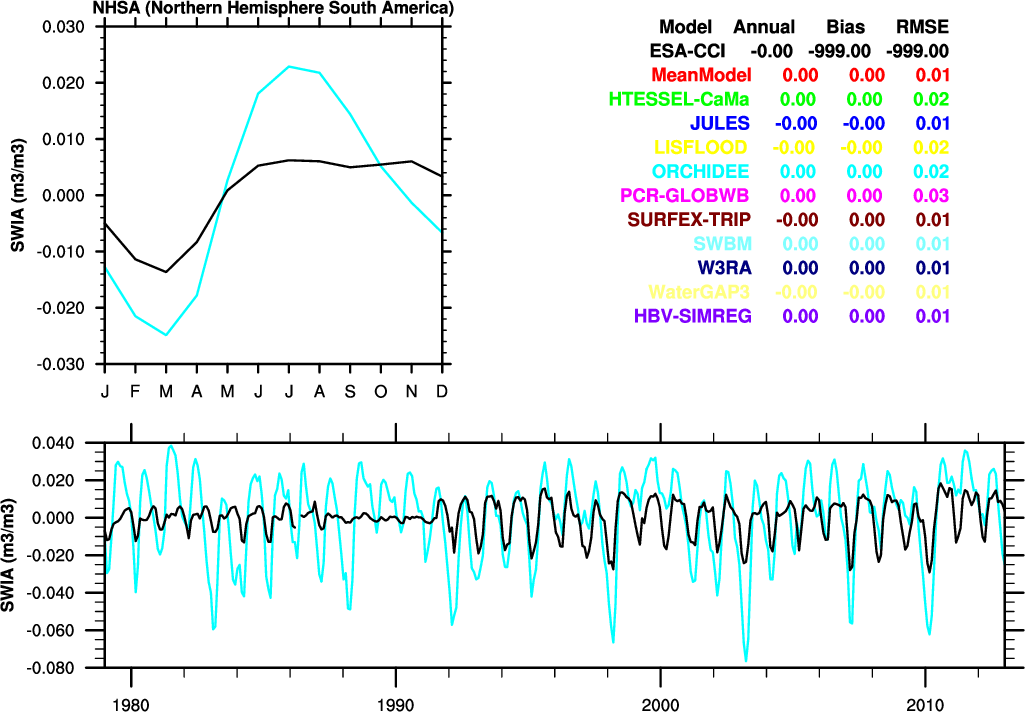 NHSA (Northern Hemisphere South America)
SWIA (m3/m3)
0.030
0.020
0.010
0.000
-0.010
-0.020
-0.030
J F M A M J J A S O N D
Model Annual Bias RMSE
ESA-CCI -0.00 -999.00 -999.00
MeanModel 0.00 0.00 0.01
HTESSEL-CaMa 0.00 0.00 0.02
JULES -0.00 -0.00 0.01
LISFLOOD -0.00 -0.00 0.02
ORCHIDEE 0.00 0.00 0.02
PCR-GLOBWB 0.00 0.00 0.03
SURFEX-TRIP -0.00 0.00 0.01
SWBM 0.00 0.00 0.01
W3RA 0.00 0.00 0.01
WaterGAP3 -0.00 -0.00 0.01
HBV-SIMREG 0.00 0.00 0.01
SWIA (m3/m3)
0.040
0.020
0.000
-0.020
-0.040
-0.060
-0.080
1980 1990 2000 2010